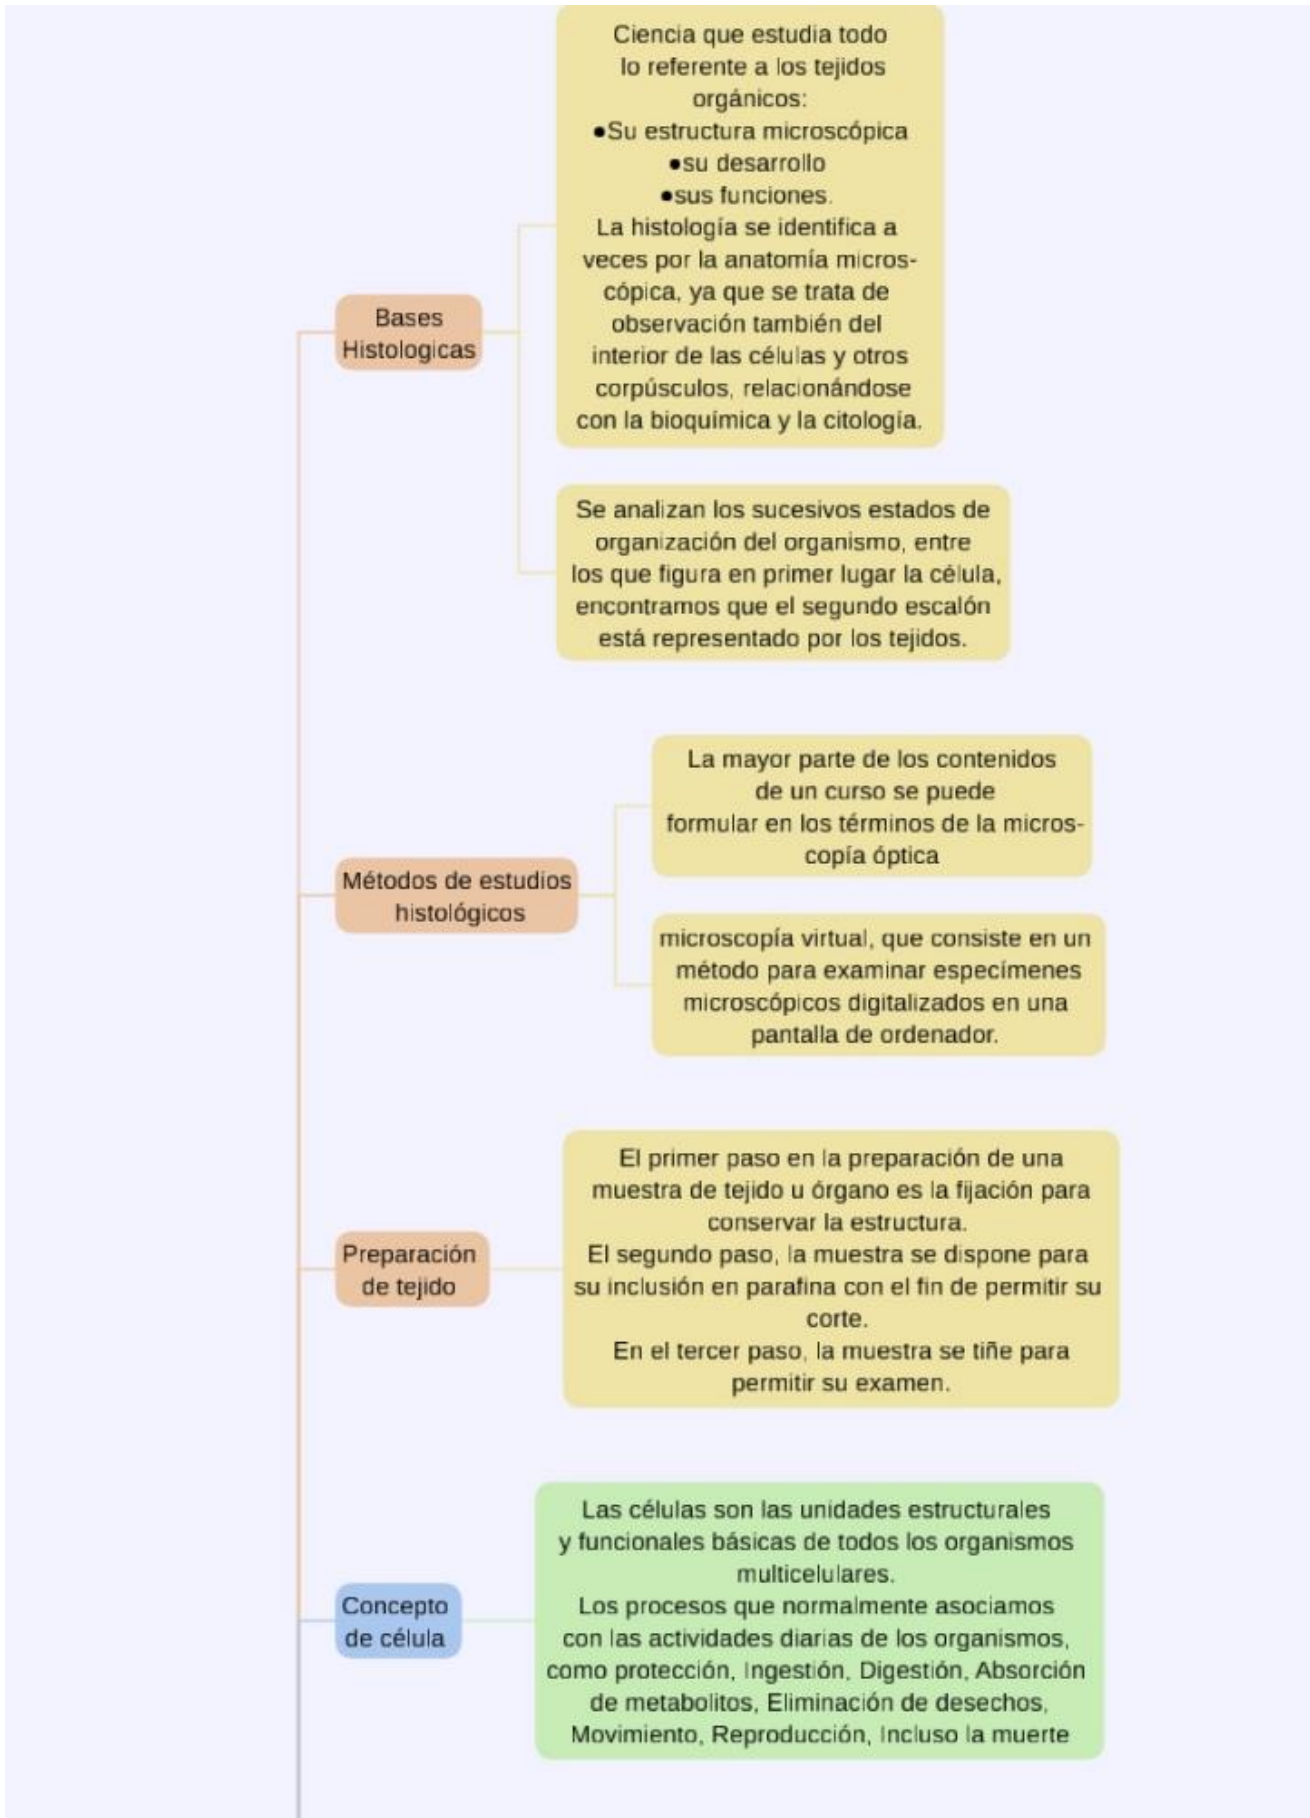 Ciencia que estudia todo
lo referente a los tejidos
orgánicos:
●Su estructura microscópica
●su desarrollo
●sus funciones.
La histología se identifica a
veces por la anatomía micros-
cópica, ya que se trata de
observación también del
interior de las células y otros
corpúsculos, relacionándose
con la bioquímica y la citología.
Bases
Histologicas
Se analizan los sucesivos estados de
organización del organismo, entre
los que figura en primer lugar la célula,
encontramos que el segundo escalón
está representado por los tejidos.
La mayor parte de los contenidos
de un curso se puede
formular en los términos de la micros-
copía óptica
Métodos de estudios
histológicos
microscopía virtual, que consiste en un
método para examinar especímenes
microscópicos digitalizados en una
pantalla de ordenador.
El primer paso en la preparación de una
muestra de tejido u órgano es la fijación para
conservar la estructura.
El segundo paso, la muestra se dispone para
su inclusión en parafina con el fin de permitir su
corte.
En el tercer paso, la muestra se tiñe para
permitir su examen.
Preparación
de tejido
Las células son las unidades estructurales
y funcionales básicas de todos los organismos
multicelulares.
Los procesos que normalmente asociamos
con las actividades diarias de los organismos,
como protección, Ingestión, Digestión, Absorción
de metabolitos, Eliminación de desechos,
Movimiento, Reproducción, Incluso la muerte
Concepto
de célula